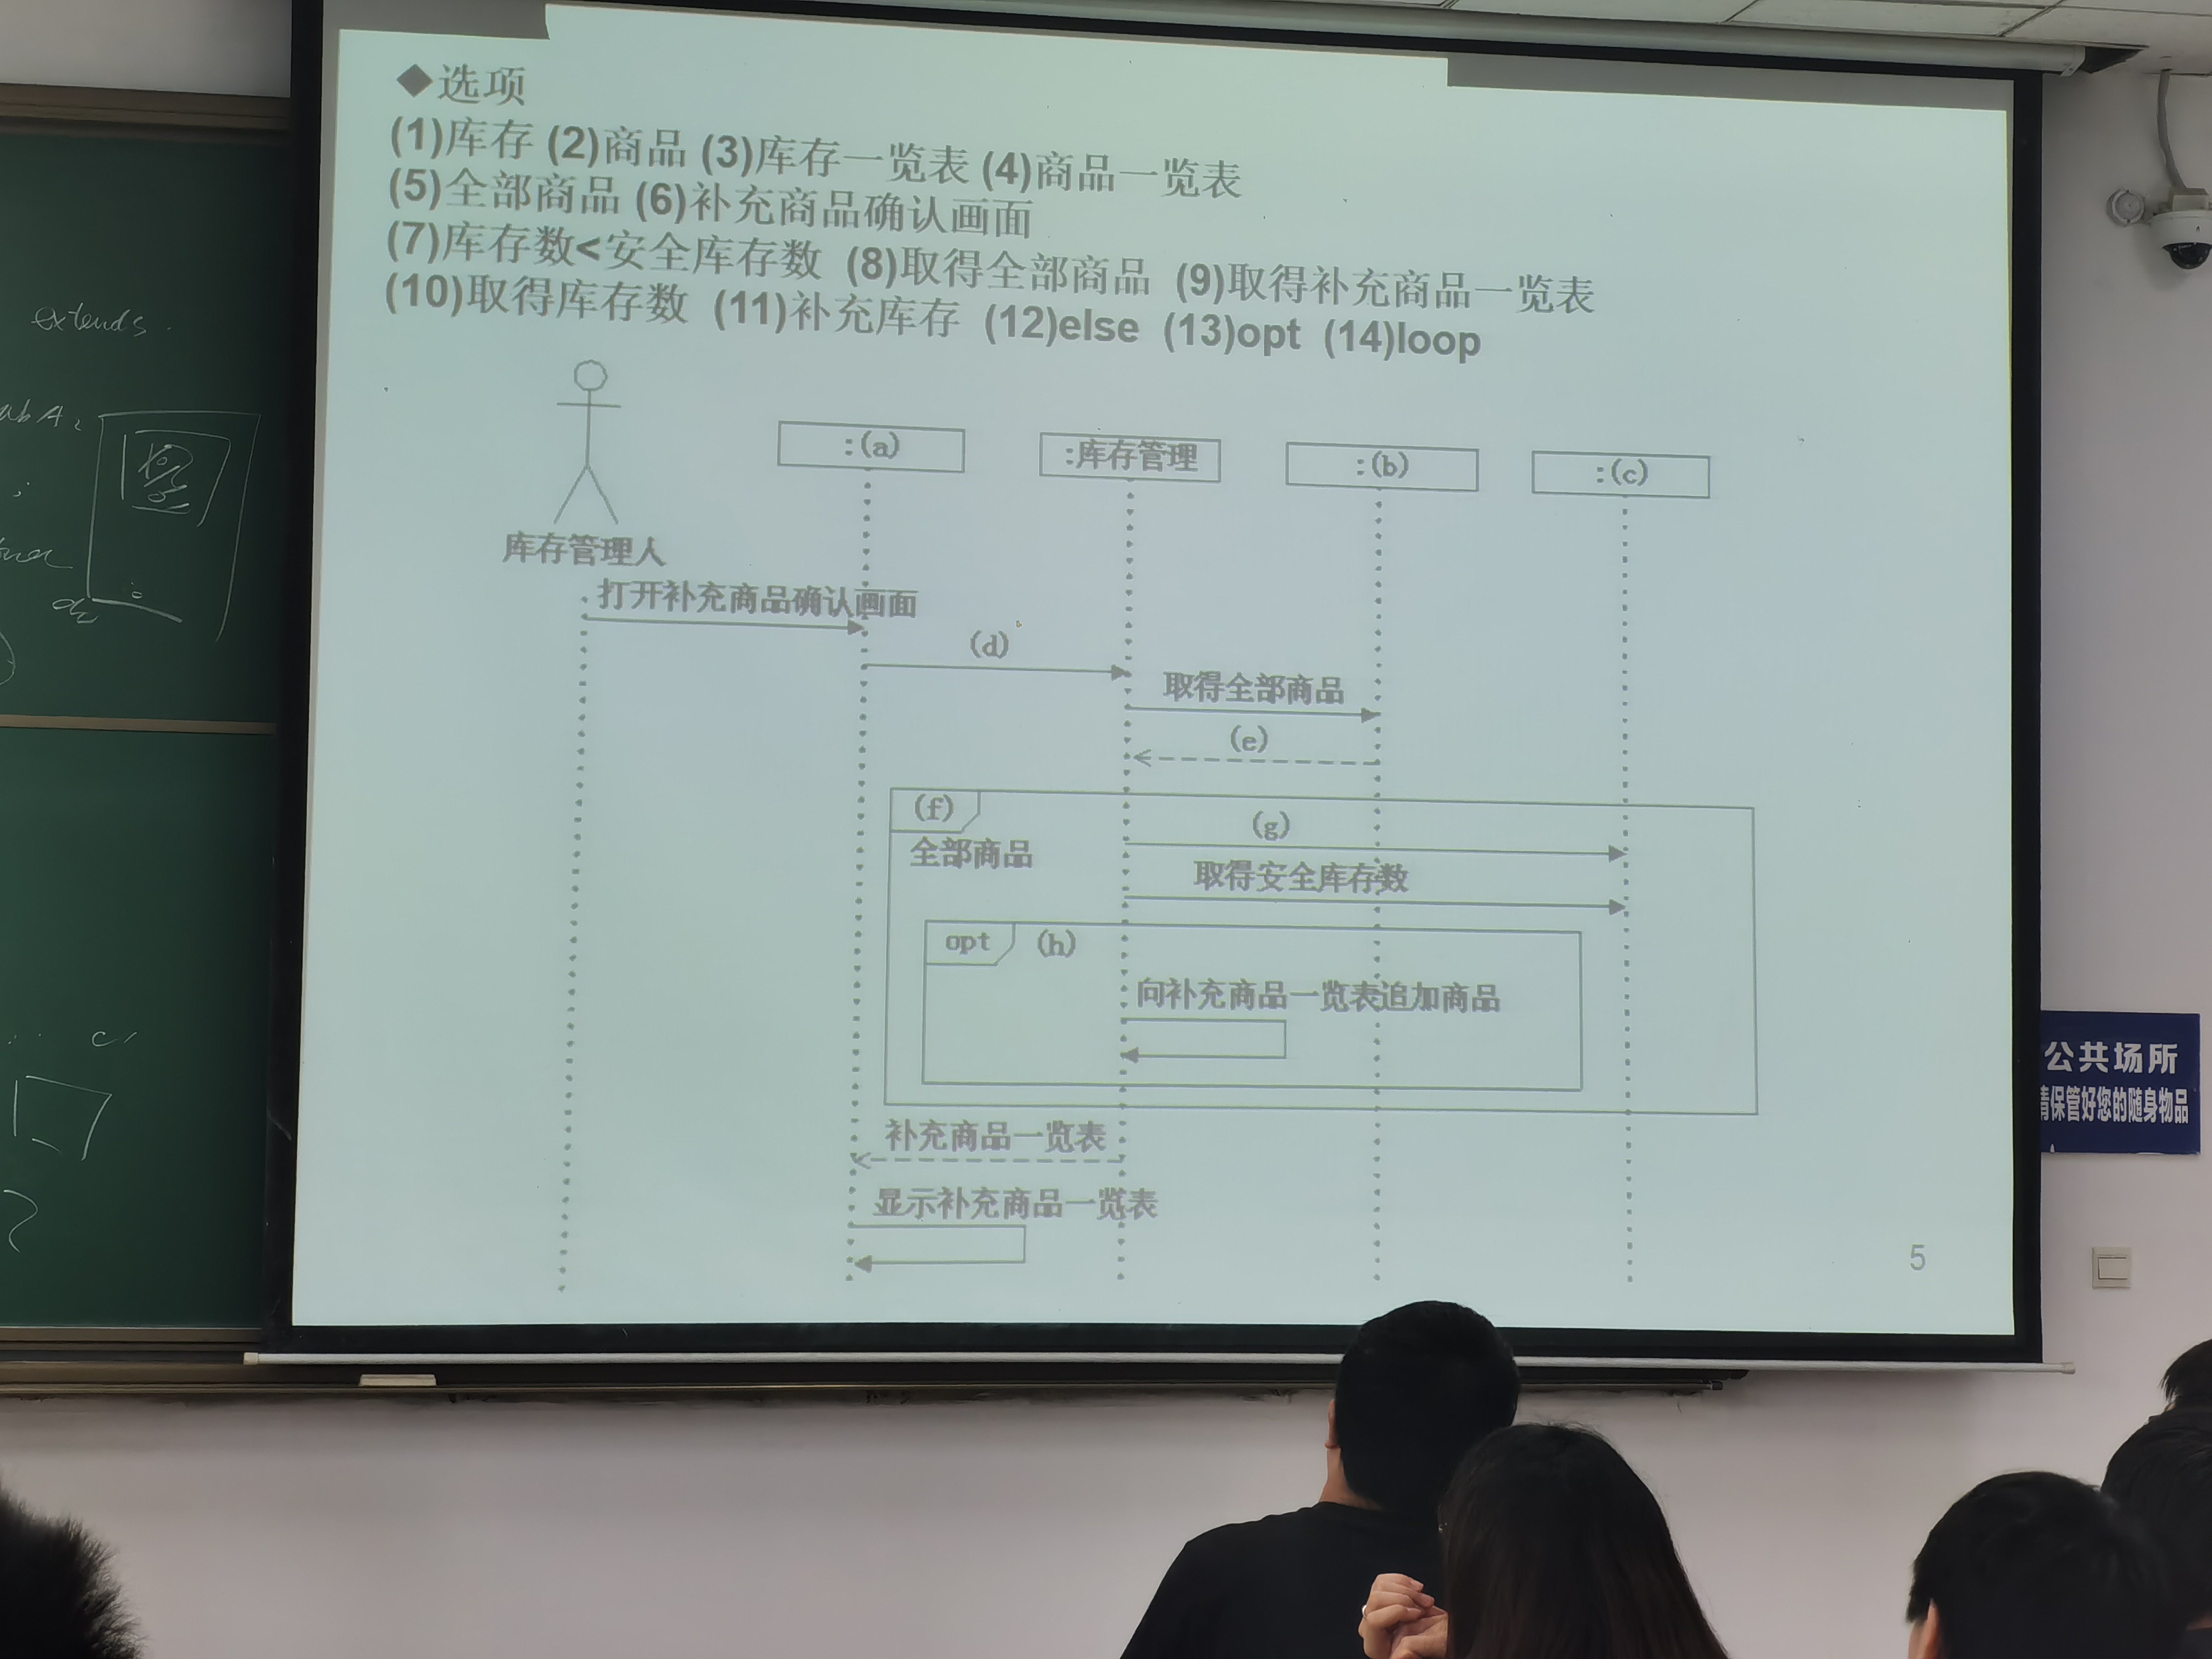 ◆选项
(1)库存 (2)商品 (3)库存一览表 (4)商品一览表
(5)全部商品 (6)补充商品确认画面
(7)库存数<安全库存数 (8)取得全部商品 (9)取得补充商品一览表
(10)取得库存数 (11)补充库存 (12)else (13)opt (14)loop
:(a)
:库存管理
:(b)
:(c)
库存管理人
打开补充商品确认画面
(d)
取得全部商品
(e)
(f)
(g)
全部商品
取得安全库存数
opt
(h)
向补充商品一览表追加商品
补充商品一览表
显示补充商品一览表
5
extends
公共场所
请保管好您的随身物品